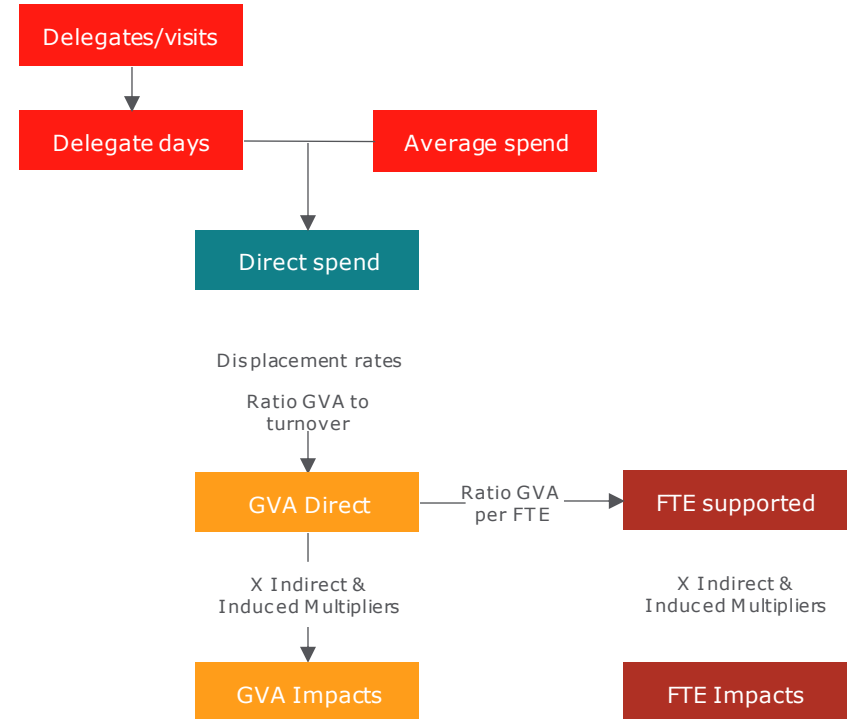 Delegates/visits
Delegate days
Average spend
Direct spend
Displacement rates
Ratio GVA to
turnover
GVA Direct
Ratio GVA
per FTE
FTE supported
X Indirect &
Induced Multipliers
X Indirect &
Induced Multipliers
GVA Impacts
FTE Impacts